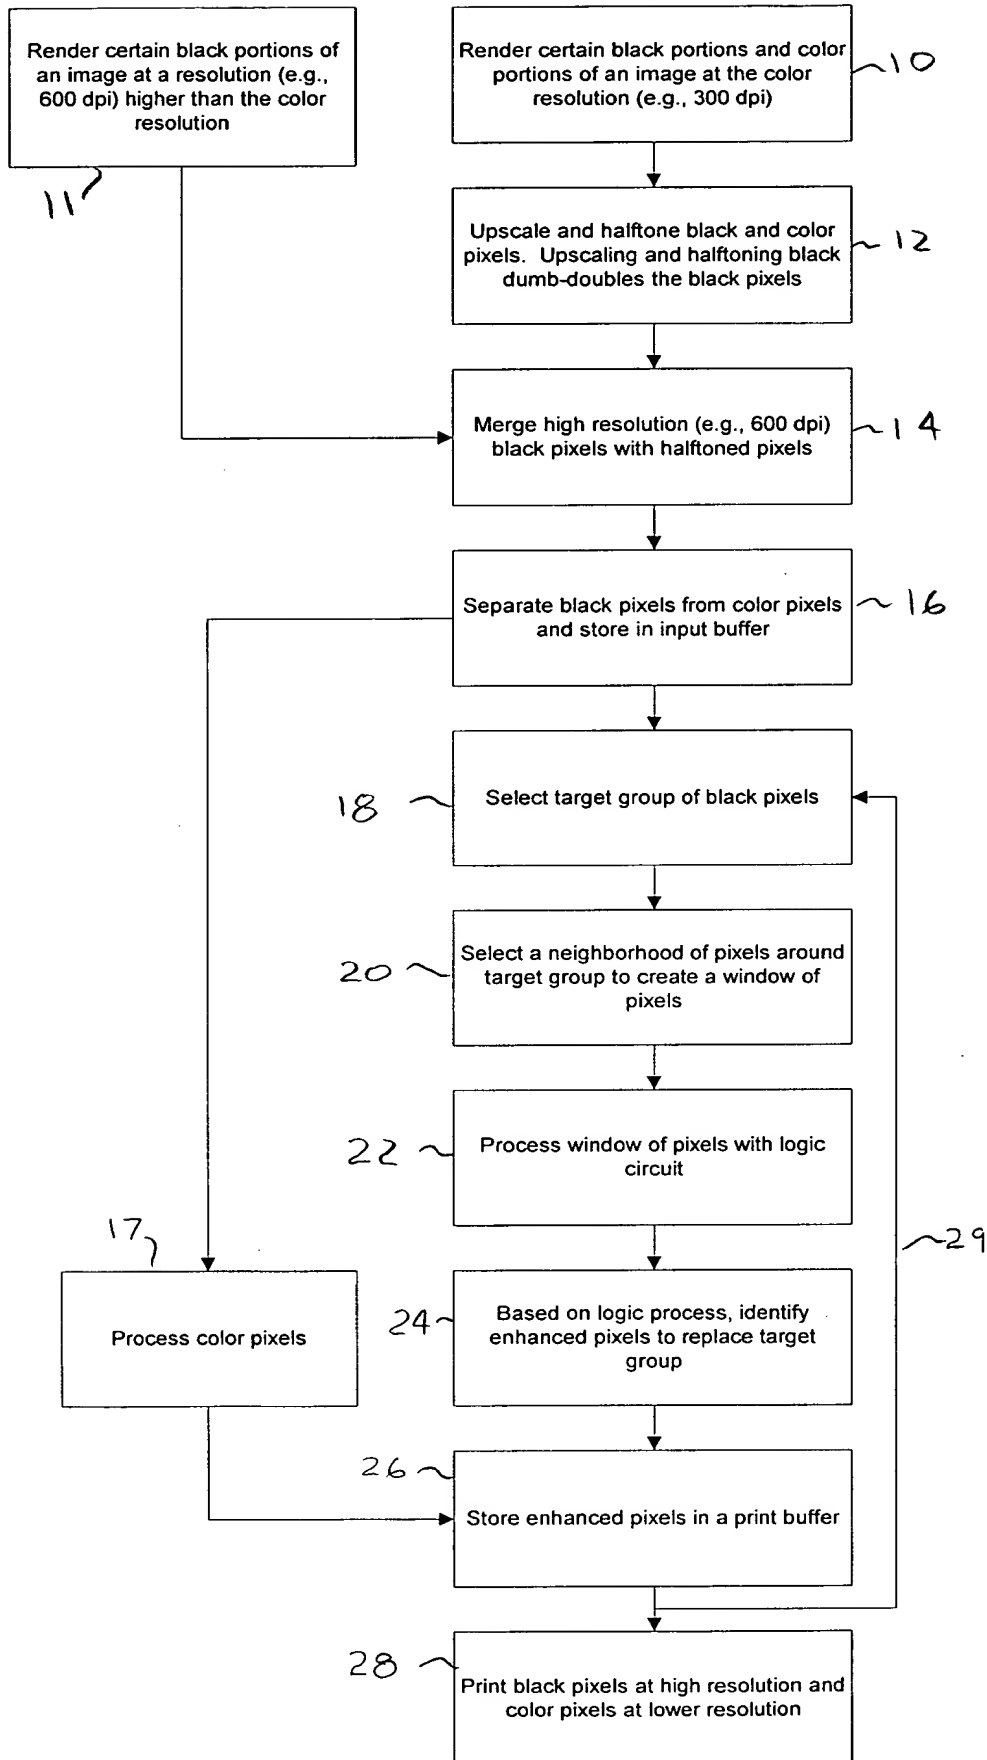 Render certain black portions of
an image at a resolution (e.g.,
600 dpi) higher than the color
resolution
11
Render certain black portions and color
portions of an image at the color
resolution (e.g., 300 dpi)
10
Upscale and halftone black and color
pixels. Upscaling and halftoning black
dumb-doubles the black pixels
12
Merge high resolution (e.g., 600 dpi)
black pixels with halftoned pixels
14
Separate black pixels from color pixels
and store in input buffer
16
Select target group of black pixels
18
Select a neighborhood of pixels around
target group to create a window of
pixels
20
Process window of pixels with logic
circuit
22
29
17
Process color pixels
Based on logic process, identify
enhanced pixels to replace target
group
24
Store enhanced pixels in a print buffer
26
Print black pixels at high resolution and
color pixels at lower resolution
28